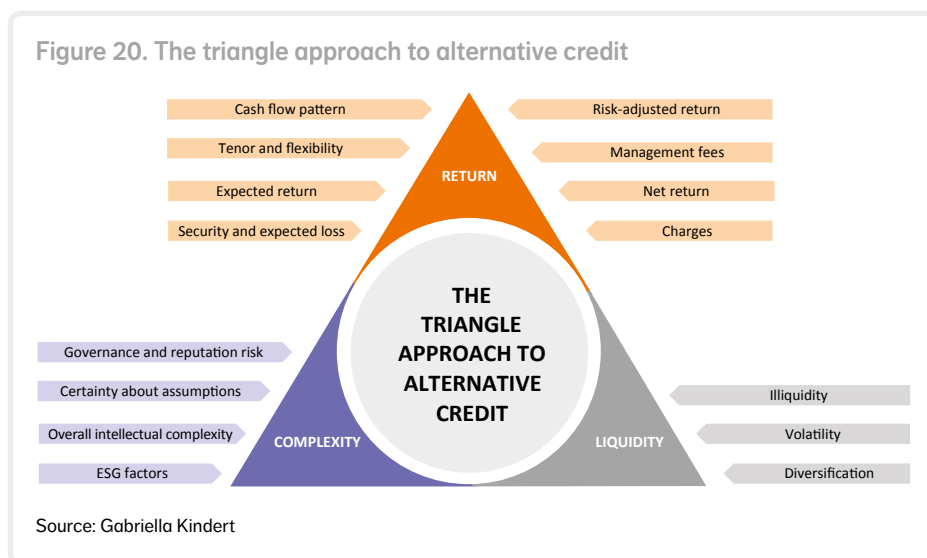 Figure 20. The triangle approach to alternative credit
Cash flow pattern
Tenor and flexibility
Expected return
Security and expected loss
Risk-adjusted return
Management fees
Net return
Charges
RETURN
THE
TRIANGLE
APPROACH TO
ALTERNATIVE
CREDIT
Governance and reputation risk
Certainty about assumptions
Overall intellectual complexity
ESG factors
COMPLEXITY
LIQUIDITY
Illiquidity
Volatility
Diversification
Source: Gabriella Kindert